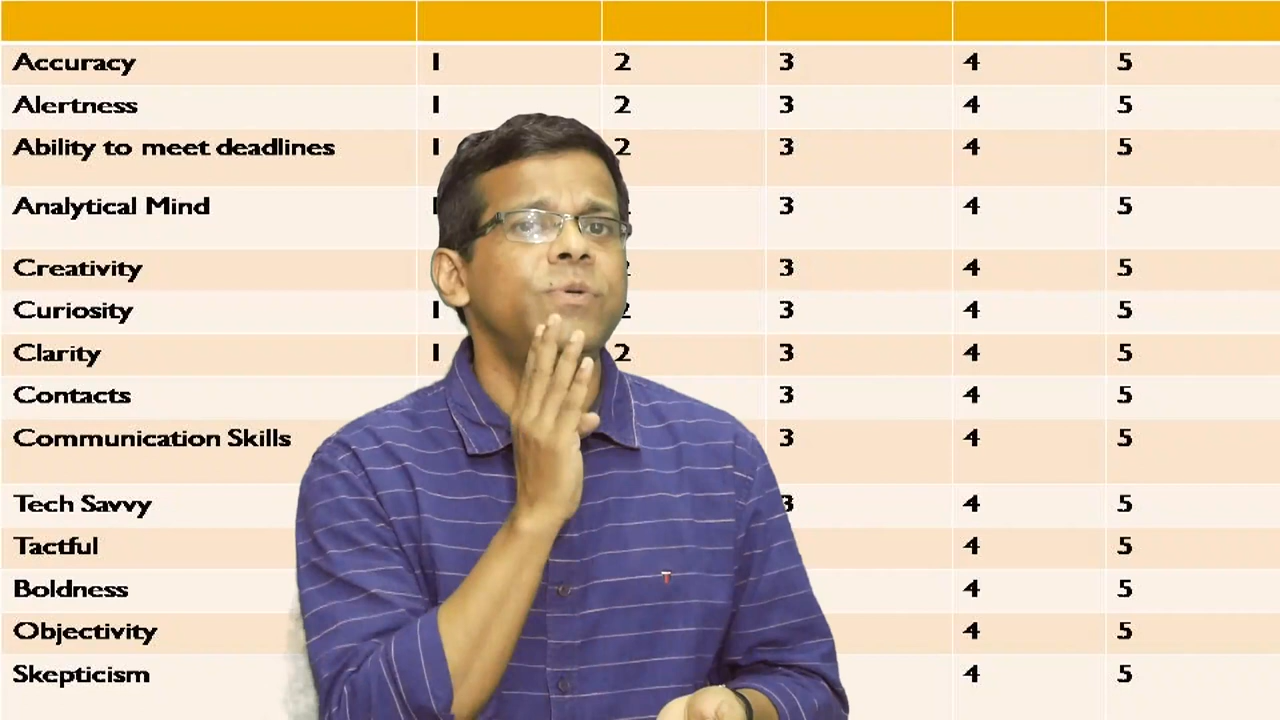 Accuracy 1 2 3 4 5
Alertness 1 2 3 4 5
Ability to meet deadlines 1 2 3 4 5
Analytical Mind 3 4 5
Creativity 3 4 5
Curiosity 1 2 3 4 5
Clarity 1 2 3 4 5
Contacts 3 4 5
Communication Skills 3 4 5
Tech Savvy 3 4 5
Tactful 4 5
Boldness 4 5
Objectivity 4 5
Skepticism 4 5